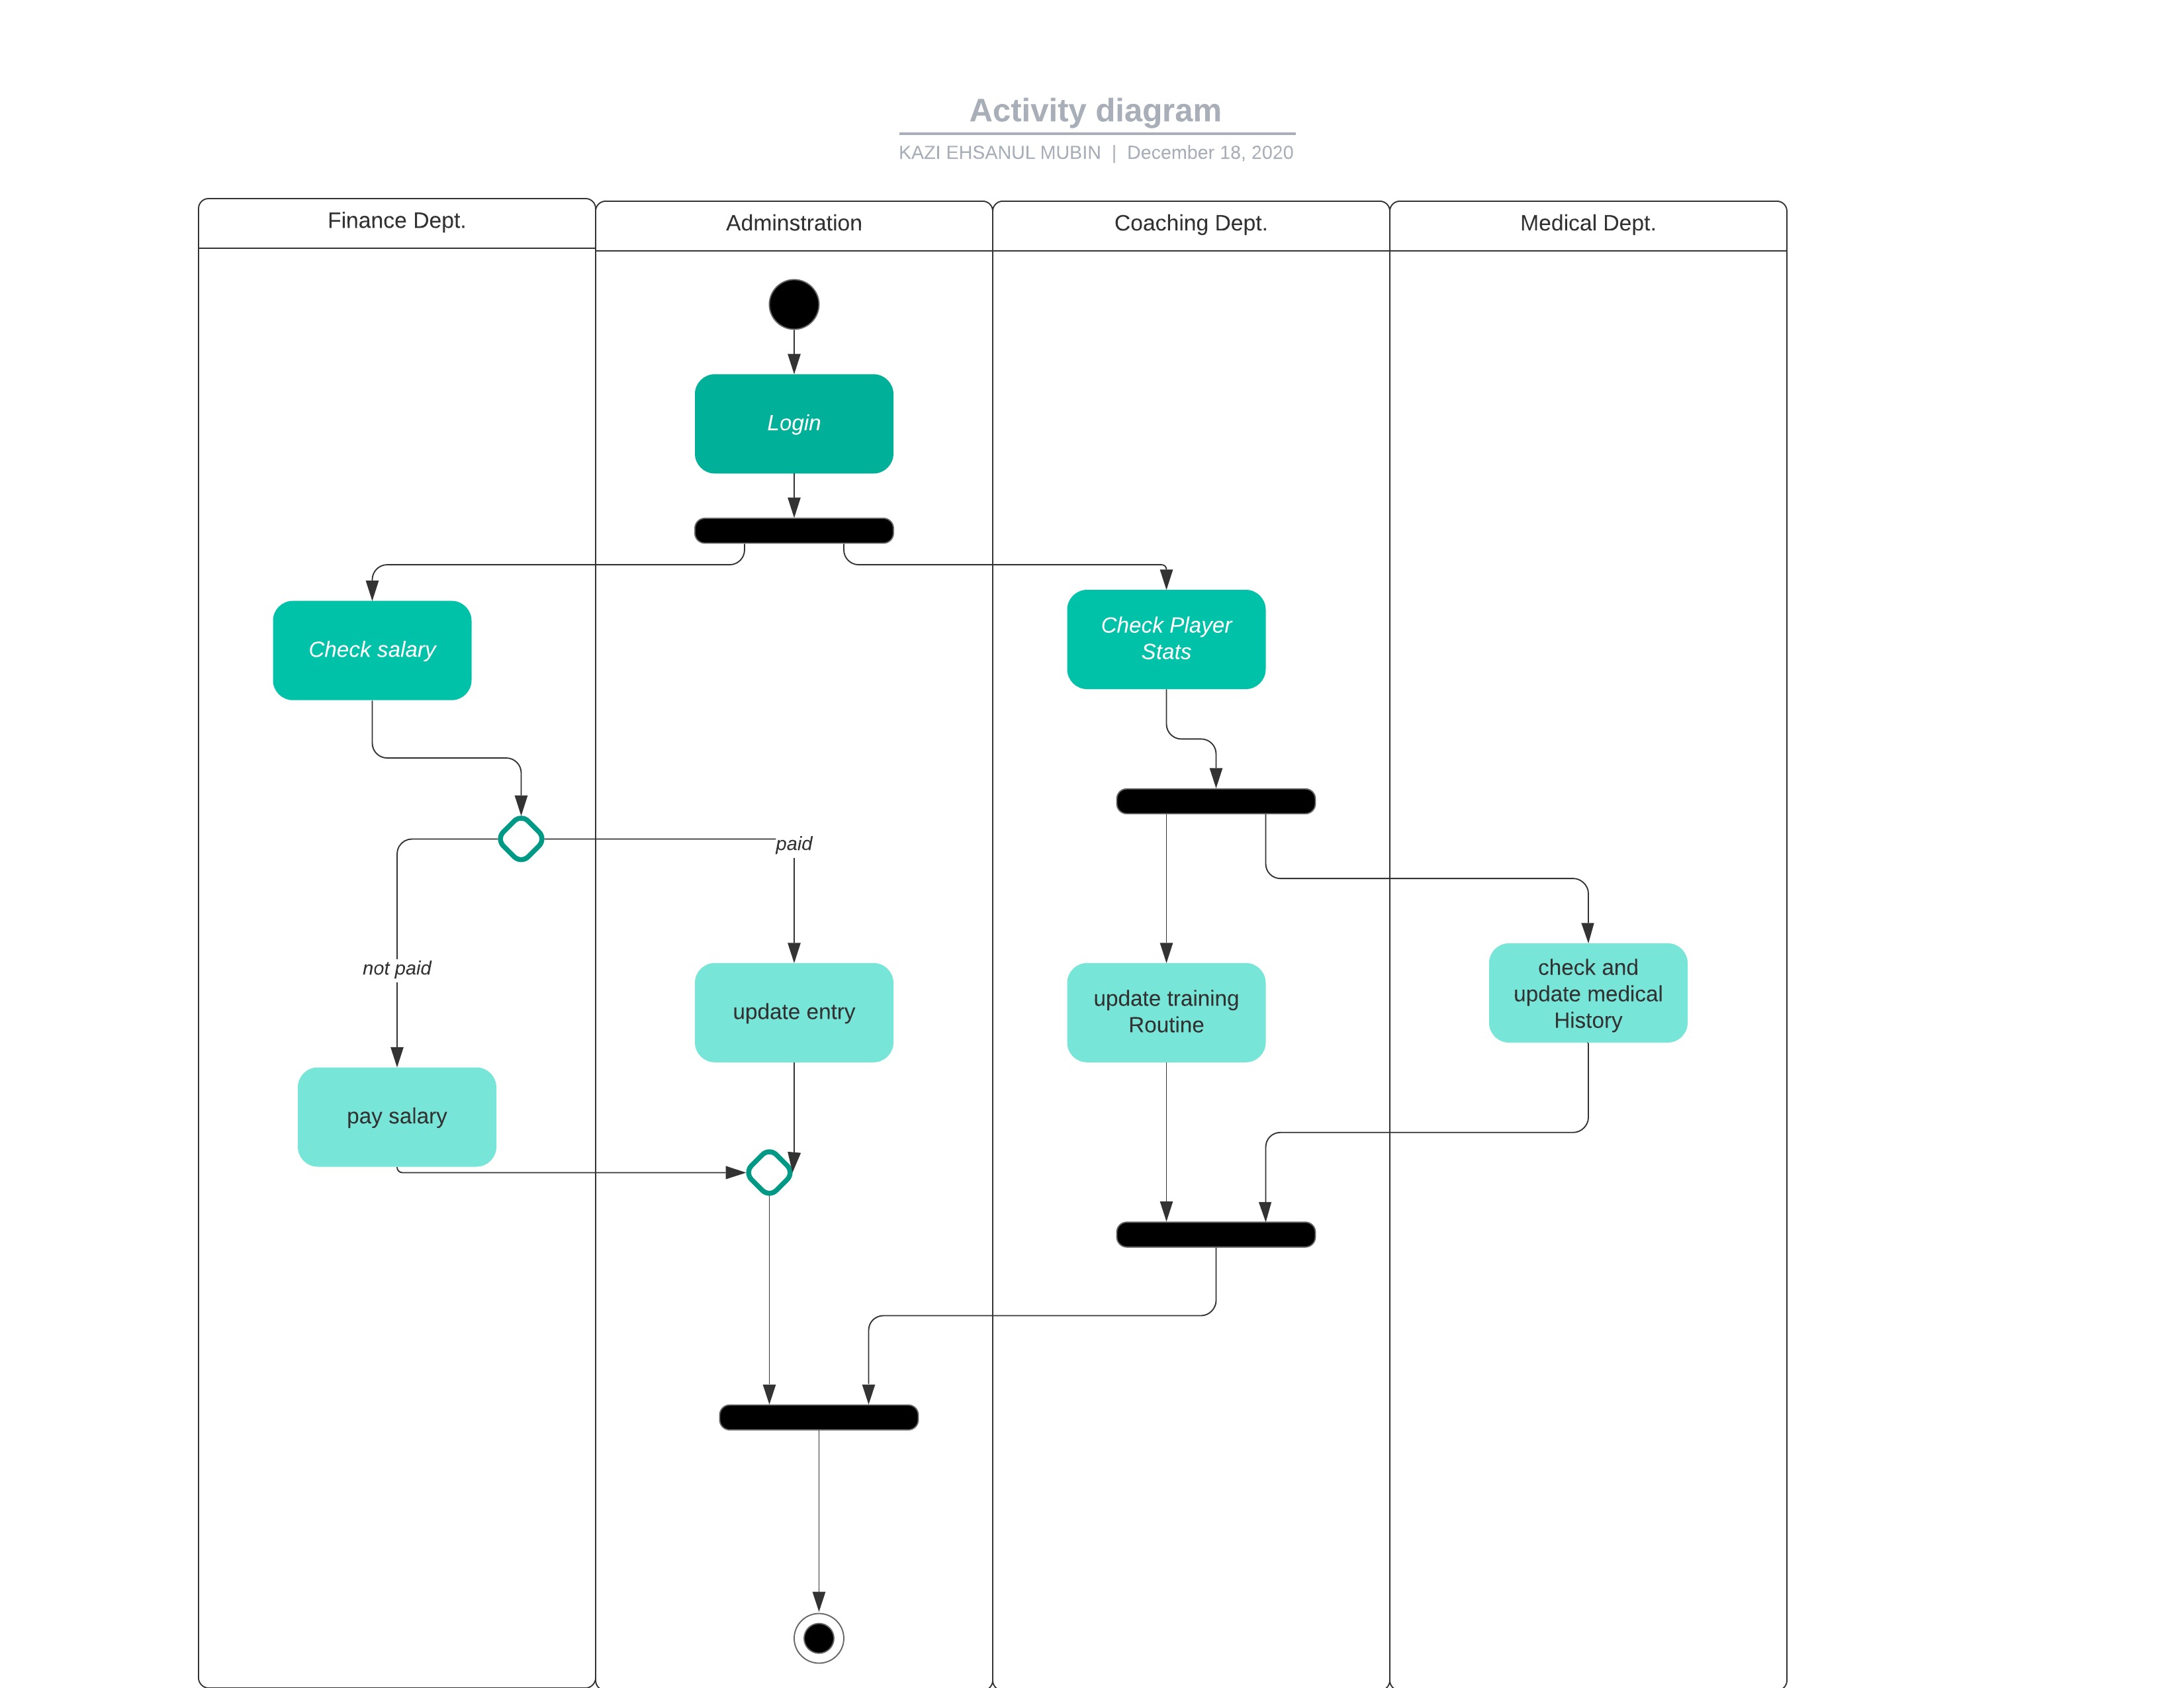 Activity diagram
KAZI EHSANUL MUBIN | December 18, 2020
Finance Dept.
Adminstration
Coaching Dept.
Medical Dept.
Login
Check salary
Check Player
Stats
paid
not paid
update entry
update training
Routine
check and
update medical
History
pay salary